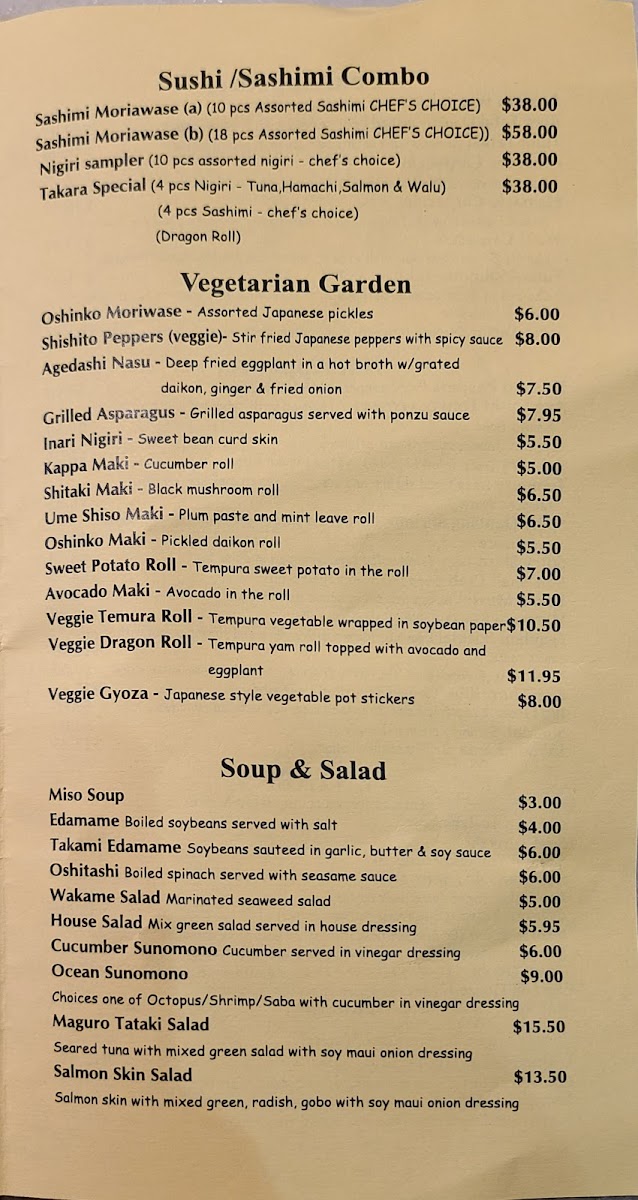 Sushi /Sashimi Combo
Sashimi Moriawase (a) (10 pcs Assorted Sashimi CHEF'S CHOICE) $38.00
Sashimi Moriawase (b) (18 pcs Assorted Sashimi CHEF'S CHOICE)) $58.00
Nigiri sampler (10 pcs assorted nigiri - chef's choice) $38.00
Takara Special (4 pcs Nigiri - Tuna,Hamachi,Salmon & Walu) $38.00
(4 pcs Sashimi - chef's choice)
(Dragon Roll)
Vegetarian Garden
Oshinko Moriwase - Assorted Japanese pickles $6.00
Shishito Peppers (veggie)- Stir fried Japanese peppers with spicy sauce $8.00
Agedashi Nasu - Deep fried eggplant in a hot broth w/grated
daikon, ginger & fried onion $7.50
Grilled Asparagus - Grilled asparagus served with ponzu sauce $7.95
Inari Nigiri - Sweet bean curd skin $5.50
Kappa Maki - Cucumber roll $5.00
Shitaki Maki - Black mushroom roll $6.50
Ume Shiso Maki - Plum paste and mint leave roll $6.50
Oshinko Maki - Pickled daikon roll $5.50
Sweet Potato Roll - Tempura sweet potato in the roll $7.00
Avocado Maki - Avocado in the roll $5.50
Veggie Temura Roll - Tempura vegetable wrapped in soybean paper $10.50
Veggie Dragon Roll - Tempura yam roll topped with avocado and
eggplant $11.95
Veggie Gyoza - Japanese style vegetable pot stickers $8.00
Soup & Salad
Miso Soup $3.00
Edamame Boiled soybeans served with salt $4.00
Takami Edamame Soybeans sauteed in garlic, butter & soy sauce $6.00
Oshitashi Boiled spinach served with seasame sauce $6.00
Wakame Salad Marinated seaweed salad $5.00
House Salad Mix green salad served in house dressing $5.95
Cucumber Sunomono Cucumber served in vinegar dressing $6.00
Ocean Sunomono $9.00
Choices one of Octopus/Shrimp/Saba with cucumber in vinegar dressing
Maguro Tataki Salad $15.50
Seared tuna with mixed green salad with soy maui onion dressing
Salmon Skin Salad $13.50
Salmon skin with mixed green, radish, gobo with soy maui onion dressing